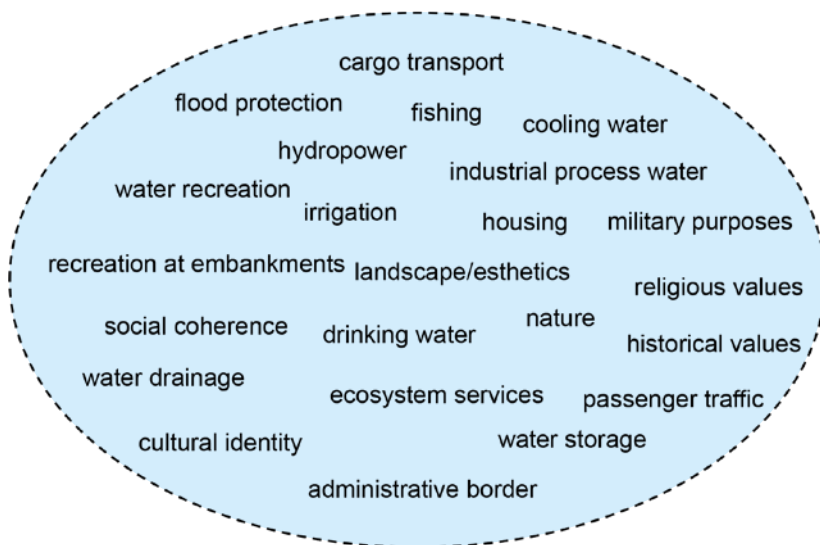 cargo transport
flood protection
fishing
cooling water
hydropower
industrial process water
water recreation
irrigation
housing
military purposes
recreation at embankments
landscape/esthetics
religious values
social coherence
drinking water
nature
historical values
water drainage
ecosystem services
passenger traffic
cultural identity
water storage
administrative border